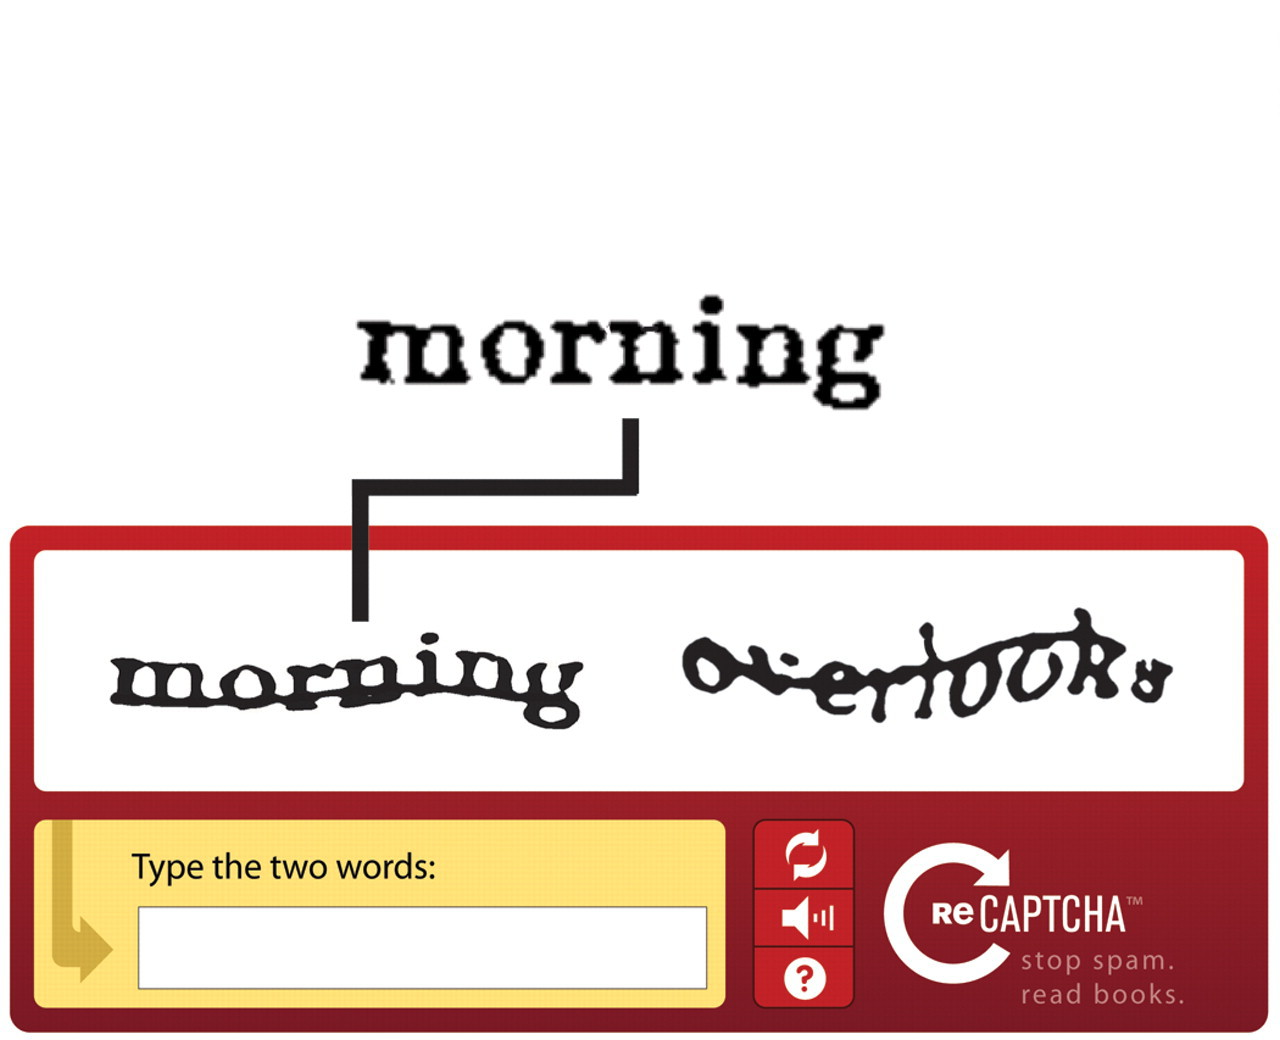 morning
morning overlooks
Type the two words:
reCAPTCHA™
stop spam.
read books.